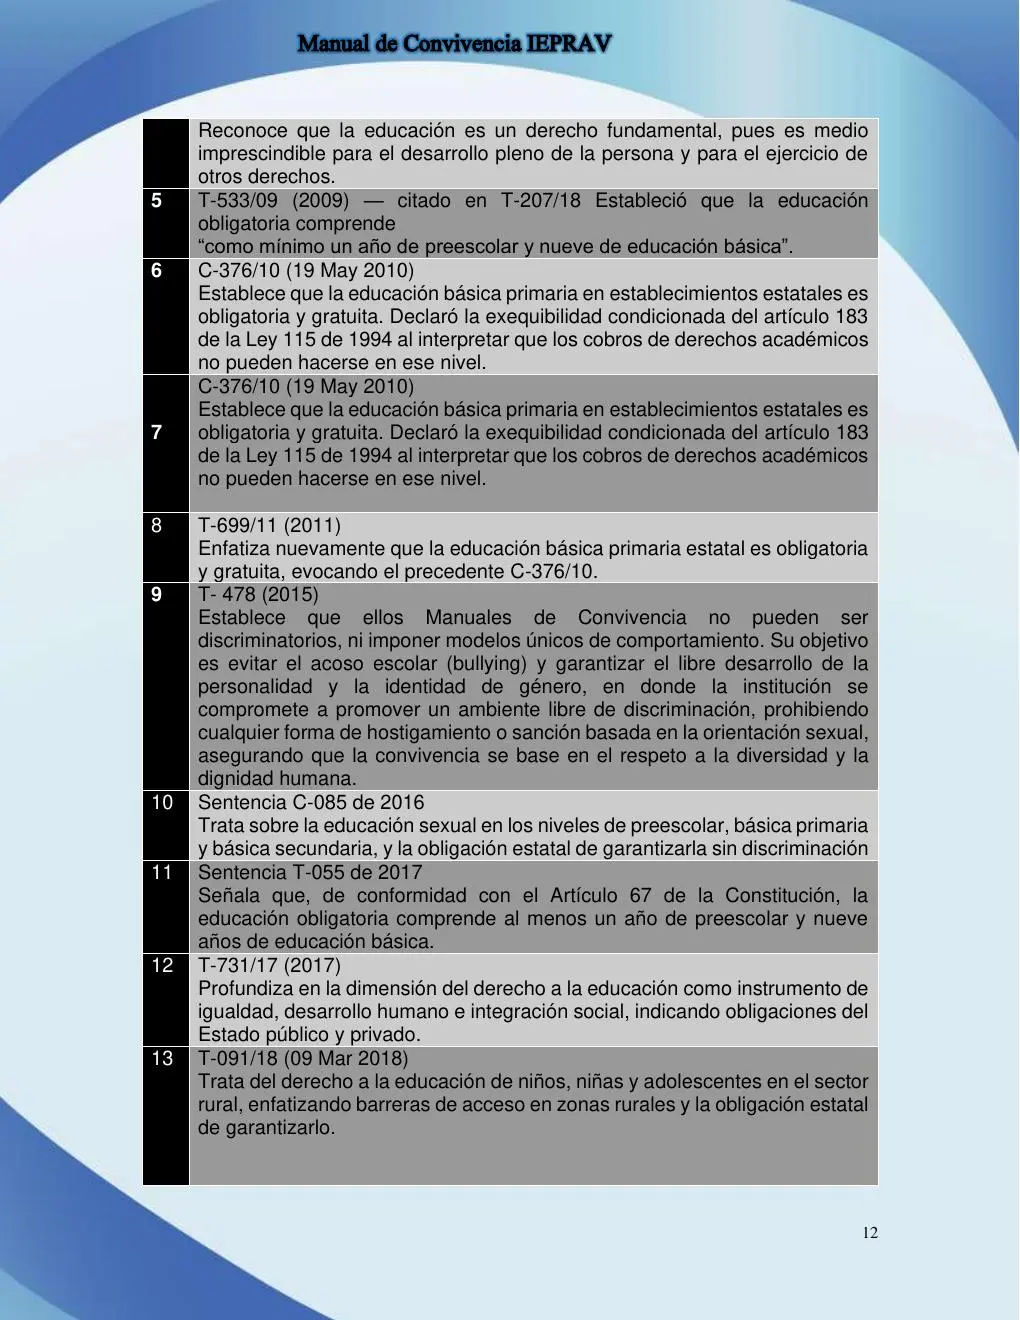 Manual de Convivencia IEPRAV
Reconoce que la educación es un derecho fundamental, pues es medio
imprescindible para el desarrollo pleno de la persona y para el ejercicio de
otros derechos.
5 T-533/09 (2009) — citado en T-207/18 Estableció que la educación
obligatoria comprende
“como mínimo un año de preescolar y nueve de educación básica”.
6 C-376/10 (19 May 2010)
Establece que la educación básica primaria en establecimientos estatales es
obligatoria y gratuita. Declaró la exequibilidad condicionada del artículo 183
de la Ley 115 de 1994 al interpretar que los cobros de derechos académicos
no pueden hacerse en ese nivel.
C-376/10 (19 May 2010)
Establece que la educación básica primaria en establecimientos estatales es
7 obligatoria y gratuita. Declaró la exequibilidad condicionada del artículo 183
de la Ley 115 de 1994 al interpretar que los cobros de derechos académicos
no pueden hacerse en ese nivel.
8 T-699/11 (2011)
Enfatiza nuevamente que la educación básica primaria estatal es obligatoria
y gratuita, evocando el precedente C-376/10.
9 T- 478 (2015)
Establece que ellos Manuales de Convivencia no pueden ser
discriminatorios, ni imponer modelos únicos de comportamiento. Su objetivo
es evitar el acoso escolar (bullying) y garantizar el libre desarrollo de la
personalidad y la identidad de género, en donde la institución se
compromete a promover un ambiente libre de discriminación, prohibiendo
cualquier forma de hostigamiento o sanción basada en la orientación sexual,
asegurando que la convivencia se base en el respeto a la diversidad y la
dignidad humana.
10 Sentencia C-085 de 2016
Trata sobre la educación sexual en los niveles de preescolar, básica primaria
y básica secundaria, y la obligación estatal de garantizarla sin discriminación
11 Sentencia T-055 de 2017
Señala que, de conformidad con el Artículo 67 de la Constitución, la
educación obligatoria comprende al menos un año de preescolar y nueve
años de educación básica.
12 T-731/17 (2017)
Profundiza en la dimensión del derecho a la educación como instrumento de
igualdad, desarrollo humano e integración social, indicando obligaciones del
Estado público y privado.
13 T-091/18 (09 Mar 2018)
Trata del derecho a la educación de niños, niñas y adolescentes en el sector
rural, enfatizando barreras de acceso en zonas rurales y la obligación estatal
de garantizarlo.
12